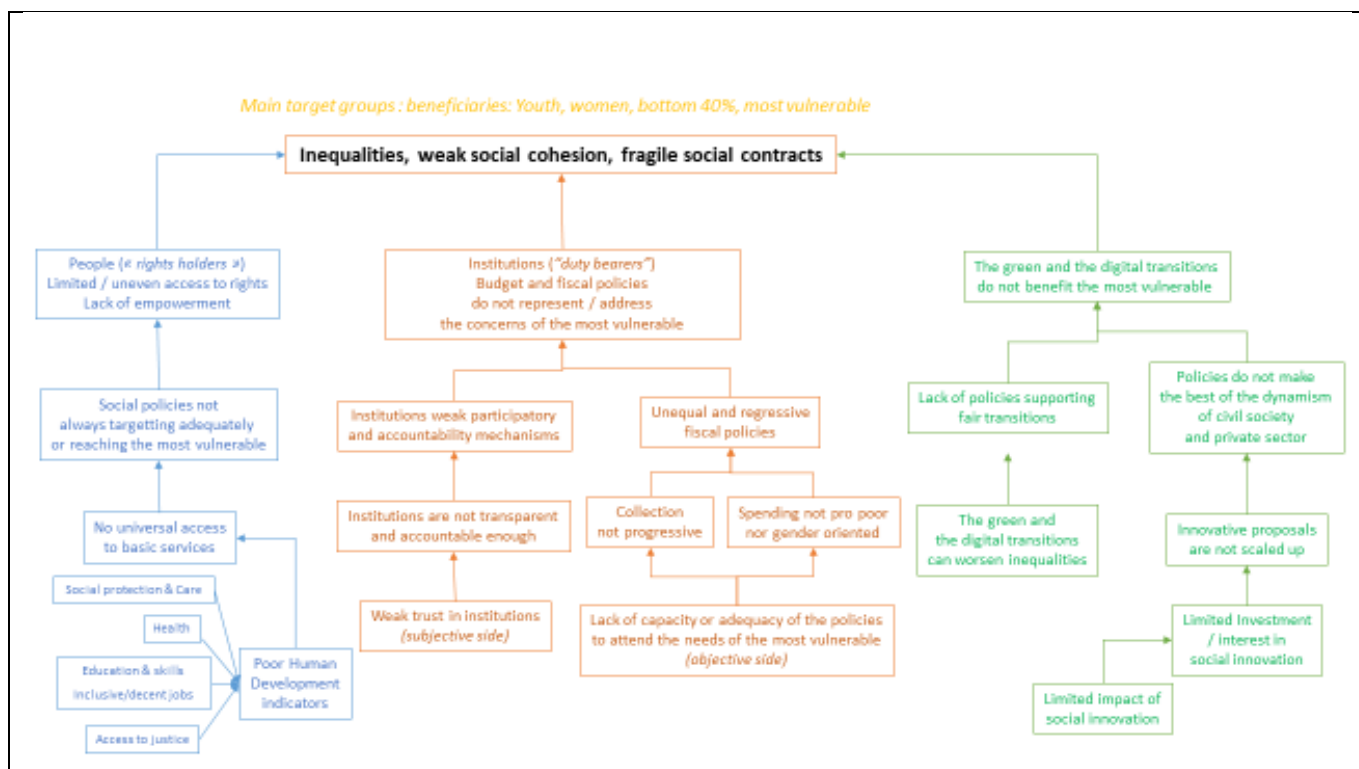 Main target groups : beneficiaries: Youth, women, bottom 40%, most vulnerable
Inequalities, weak social cohesion, fragile social contracts
People (« rights holders »)
Limited / uneven access to rights
Lack of empowerment
Social policies not
always targetting adequately
or reaching the most vulnerable
No universal access
to basic services
Social protection & Care
Health
Education & skills
inclusive/decent jobs
Access to justice
Poor Human
Development
indicators
Institutions (“duty bearers”)
Budget and fiscal policies
do not represent / address
the concerns of the most vulnerable
Institutions weak participatory
and accountability mechanisms
Institutions are not transparent
and accountable enough
Weak trust in institutions
(subjective side)
Unequal and regressive
fiscal policies
Collection
not progressive
Spending not pro poor
nor gender oriented
Lack of capacity or adequacy of the policies
to attend the needs of the most vulnerable
(objective side)
The green and the digital transitions
do not benefit the most vulnerable
Lack of policies supporting
fair transitions
The green and
the digital transitions
can worsen inequalities
Policies do not make
the best of the dynamism
of civil society
and private sector
Innovative proposals
are not scaled up
Limited Investment
/ interest in
social innovation
Limited impact of
social innovation